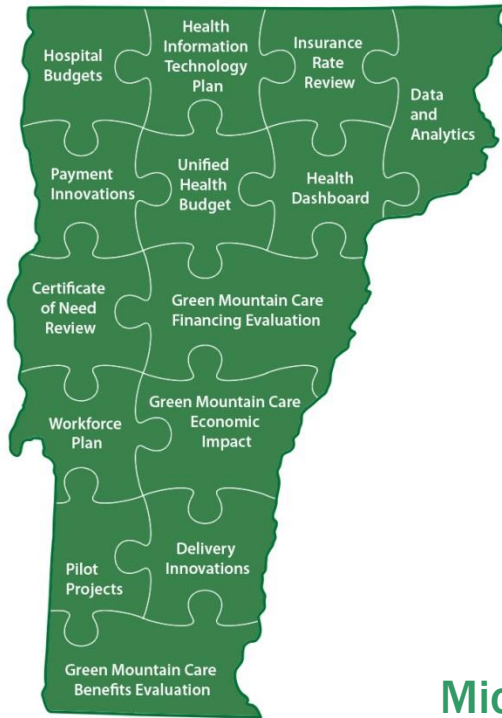 Hospital
Budgets
Health
Information
Technology
Plan
Insurance
Rate
Review
Data
and
Analytics
Payment
Innovations
Unified
Health
Budget
Health
Dashboard
Certificate
of Need
Review
Green Mountain Care
Financing Evaluation
Workforce
Plan
Green Mountain Care
Economic
Impact
Pilot
Projects
Delivery
Innovations
Green Mountain Care
Benefits Evaluation